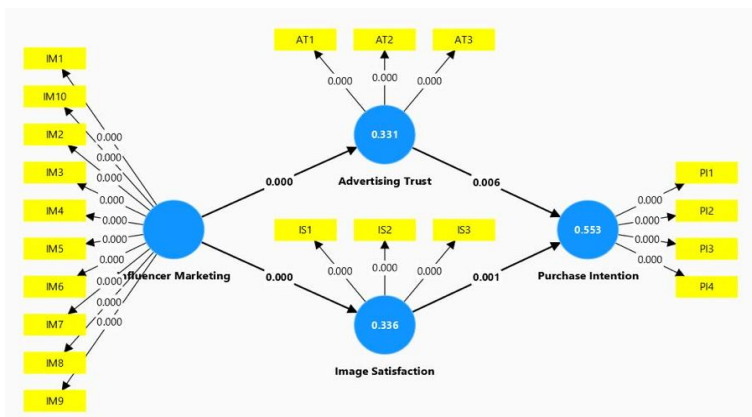 AT1 AT2 AT3
IM1
0.000 0.000 0.000
IM10
IM2
0.000
0.331
IM3
0.000
0.000
Advertising Trust
0.000
0.006
PI1
IM4
0.000
0.000
IS1 IS2 IS3
0.000
PI2
IM5
0.000
0.553
0.000
PI3
nfluencer Marketing
0.000
0.000 0.000 0.000
0.000
0.001
Purchase Intention
0.000
PI4
IM6
0.000
0.000
IM7
0.000
0.336
IM8
Image Satisfaction
IM9